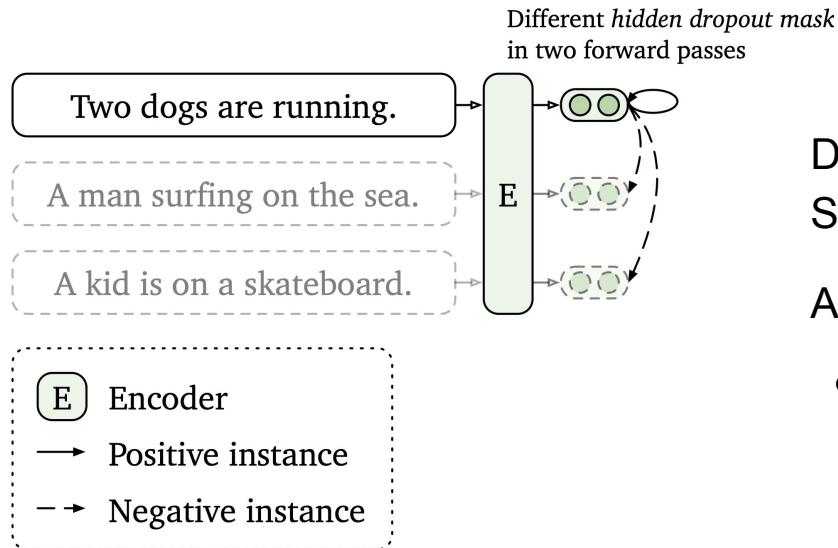 Different hidden dropout mask
in two forward passes
Two dogs are running.
A man surfing on the sea.
A kid is on a skateboard.
E
E Encoder
Positive instance
Negative instance
D
S
A